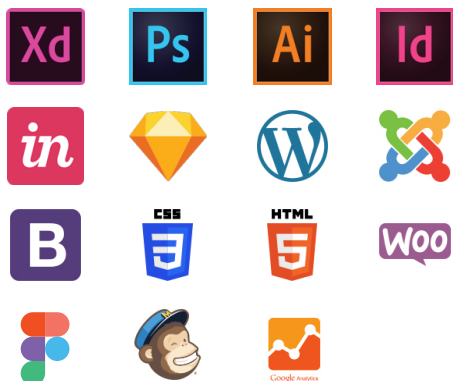 Xd
Ps
Ai
Id
in
W
B
CSS
3
HTML
5
WOO
M
Google Analytics